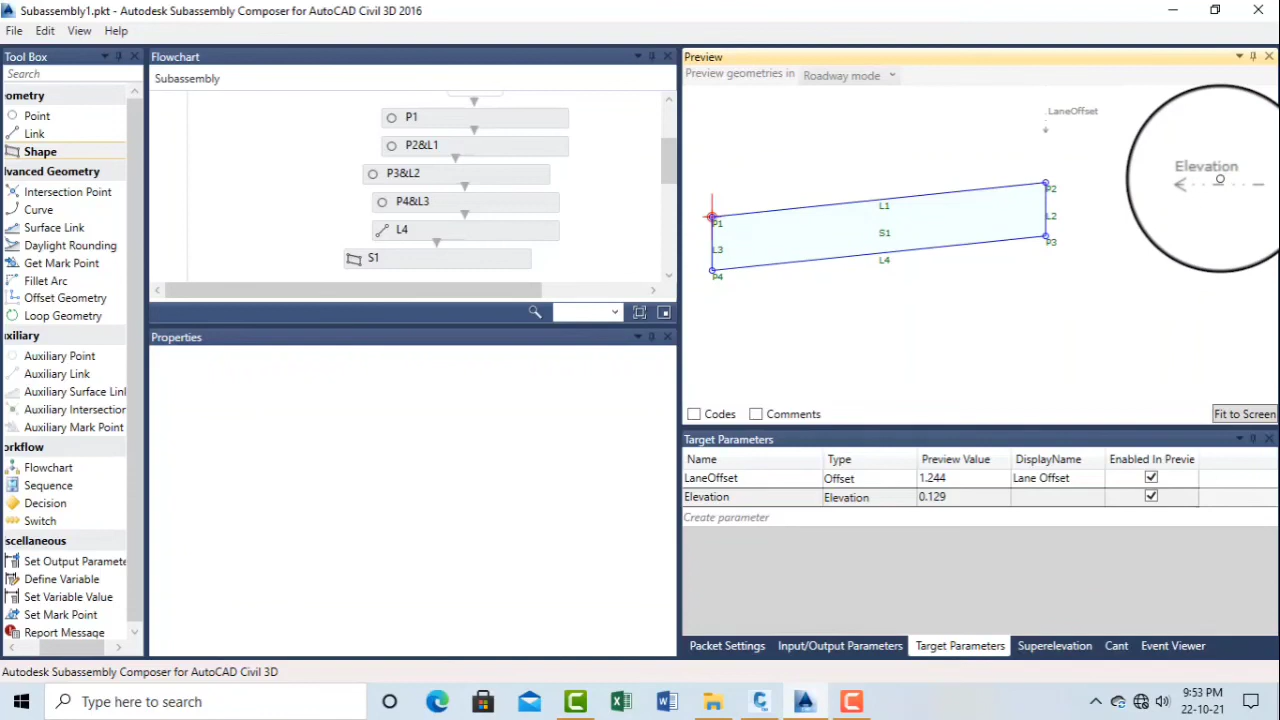 Subassembly1.pkt - Autodesk Subassembly Composer for AutoCAD Civil 3D 2016
File Edit View Help
Tool Box
Search
eometry
Point
Link
Shape
dvanced Geometry
Intersection Point
Curve
Surface Link
Daylight Rounding
Get Mark Point
Fillet Arc
Offset Geometry
Loop Geometry
uxiliary
Auxiliary Point
Auxiliary Link
Auxiliary Surface Linl
Auxiliary Intersection
Auxiliary Mark Point
orkflow
Flowchart
Sequence
Decision
Switch
iscellaneous
Set Output Paramete
Define Variable
Set Variable Value
Set Mark Point
Report Message
Flowchart
Subassembly
P1
P2&L1
P3&L2
P4&L3
L4
S1
Properties
Preview
Preview geometries in Roadway mode
LaneOffset
Elevation
P2
L1
P1
L2
S1
P3
L3
L4
P4
Codes Comments Fit to Screen
Target Parameters
Name Type Preview Value DisplayName Enabled In Previe
LaneOffset Offset 1.244 Lane Offset
Elevation Elevation 0.129
Create parameter
Packet Settings Input/Output Parameters Target Parameters Superelevation Cant Event Viewer
Autodesk Subassembly Composer for AutoCAD Civil 3D
Type here to search
9:53 PM
22-10-21